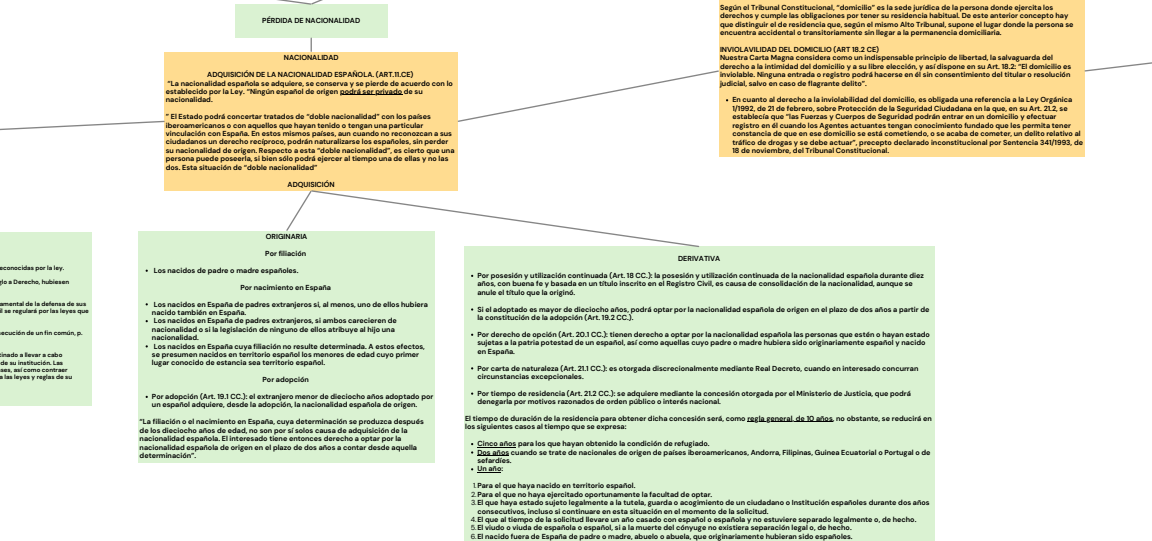 PÉRDIDA DE NACIONALIDAD
NACIONALIDAD
ADQUISICIÓN DE LA NACIONALIDAD ESPAÑOLA. (ART.11.CE)
"La nacionalidad española se adquiere, se conserva y se pierde de acuerdo con lo
establecido por la Ley. "Ningún español de origen podrá ser privado de su
nacionalidad.
" El Estado podrá concertar tratados de "doble nacionalidad" con los países
iberoamericanos o con aquellos que hayan tenido o tengan una particular
vinculación con España. En estos mismos países, aun cuando no reconozcan a sus
ciudadanos un derecho recíproco, podrán naturalizarse los españoles, sin perder
su nacionalidad de origen. Respecto a esta "doble nacionalidad", es cierto que una
persona puede poseerla, si bien sólo podrá ejercer al tiempo una de ellas y no las
dos. Esta situación de "doble nacionalidad"
ADQUISICIÓN
Según el Tribunal Constitucional, "domicilio" es la sede jurídica de la persona donde ejercita los
derechos y cumple las obligaciones por tener su residencia habitual. De este anterior concepto hay
que distinguir el de residencia que, según el mismo Alto Tribunal, supone el lugar donde la persona se
encuentra accidental o transitoriamente sin llegar a la permanencia domiciliaria.
INVIOLAVILIDAD DEL DOMICILIO (ART 18.2 CE)
Nuestra Carta Magna considera como un indispensable principio de libertad, la salvaguarda del
derecho a la intimidad del domicilio y a su libre elección, y así dispone en su Art. 18.2: "El domicilio es
inviolable. Ninguna entrada o registro podrá hacerse en él sin consentimiento del titular o resolución
judicial, salvo en caso de flagrante delito".
• En cuanto al derecho a la inviolabilidad del domicilio, es obligada una referencia a la Ley Orgánica
1/1992, de 21 de febrero, sobre Protección de la Seguridad Ciudadana en la que, en su Art. 21.2, se
establecía que "las Fuerzas y Cuerpos de Seguridad podrán entrar en un domicilio y efectuar
registro en él cuando los Agentes actuantes tengan conocimiento fundado que les permita tener
constancia de que en ese domicilio se está cometiendo, o se acaba de cometer, un delito relativo al
tráfico de drogas y se debe actuar", precepto declarado inconstitucional por Sentencia 341/1993, de
18 de noviembre, del Tribunal Constitucional.
econocidas por la ley.
glo a Derecho, hubiesen
amental de la defensa de sus
l se regulará por las leyes que
secución de un fin común, p.
tinado a llevar a cabo
de su institución. Las
ses, así como contraer
a las leyes y reglas de su
ORIGINARIA
Por filiación
• Los nacidos de padre o madre españoles.
Por nacimiento en España
• Los nacidos en España de padres extranjeros si, al menos, uno de ellos hubiera
nacido también en España.
• Los nacidos en España de padres extranjeros, si ambos carecieren de
nacionalidad o si la legislación de ninguno de ellos atribuye al hijo una
nacionalidad.
• Los nacidos en España cuya filiación no resulte determinada. A estos efectos,
se presumen nacidos en territorio español los menores de edad cuyo primer
lugar conocido de estancia sea territorio español.
Por adopción
• Por adopción (Art. 19.1 CC.): el extranjero menor de dieciocho años adoptado por
un español adquiere, desde la adopción, la nacionalidad española de origen.
"La filiación o el nacimiento en España, cuya determinación se produzca después
de los dieciocho años de edad, no son por sí solos causa de adquisición de la
nacionalidad española. El interesado tiene entonces derecho a optar por la
nacionalidad española de origen en el plazo de dos años a contar desde aquella
determinación".
DERIVATIVA
• Por posesión y utilización continuada (Art. 18 CC.): la posesión y utilización continuada de la nacionalidad española durante diez
años, con buena fe y basada en un título inscrito en el Registro Civil, es causa de consolidación de la nacionalidad, aunque se
anule el título que la originó.
• Si el adoptado es mayor de dieciocho años, podrá optar por la nacionalidad española de origen en el plazo de dos años a partir de
la constitución de la adopción (Art. 19.2 CC.).
• Por derecho de opción (Art. 20.1 CC.): tienen derecho a optar por la nacionalidad española las personas que estén o hayan estado
sujetas a la patria potestad de un español, así como aquellas cuyo padre o madre hubiera sido originariamente español y nacido
en España.
• Por carta de naturaleza (Art. 21.1 CC.): es otorgada discrecionalmente mediante Real Decreto, cuando en interesado concurran
circunstancias excepcionales.
• Por tiempo de residencia (Art. 21.2 CC.): se adquiere mediante la concesión otorgada por el Ministerio de Justicia, que podrá
denegarla por motivos razonados de orden público o interés nacional.
El tiempo de duración de la residencia para obtener dicha concesión será, como regla general, de 10 años, no obstante, se reducirá en
los siguientes casos al tiempo que se expresa:
• Cinco años para los que hayan obtenido la condición de refugiado.
• Dos años cuando se trate de nacionales de origen de países iberoamericanos, Andorra, Filipinas, Guinea Ecuatorial o Portugal o de
sefardíes.
• Un año:
1. Para el que haya nacido en territorio español.
2. Para el que no haya ejercitado oportunamente la facultad de optar.
3. El que haya estado sujeto legalmente a la tutela, guarda o acogimiento de un ciudadano o Institución españoles durante dos años
consecutivos, incluso si continuare en esta situación en el momento de la solicitud.
4. El que al tiempo de la solicitud llevare un año casado con español o española y no estuviere separado legalmente o, de hecho.
5. El viudo o viuda de española o español, si a la muerte del cónyuge no existiera separación legal o, de hecho.
6. El nacido fuera de España de padre o madre, abuelo o abuela, que originariamente hubieran sido españoles.